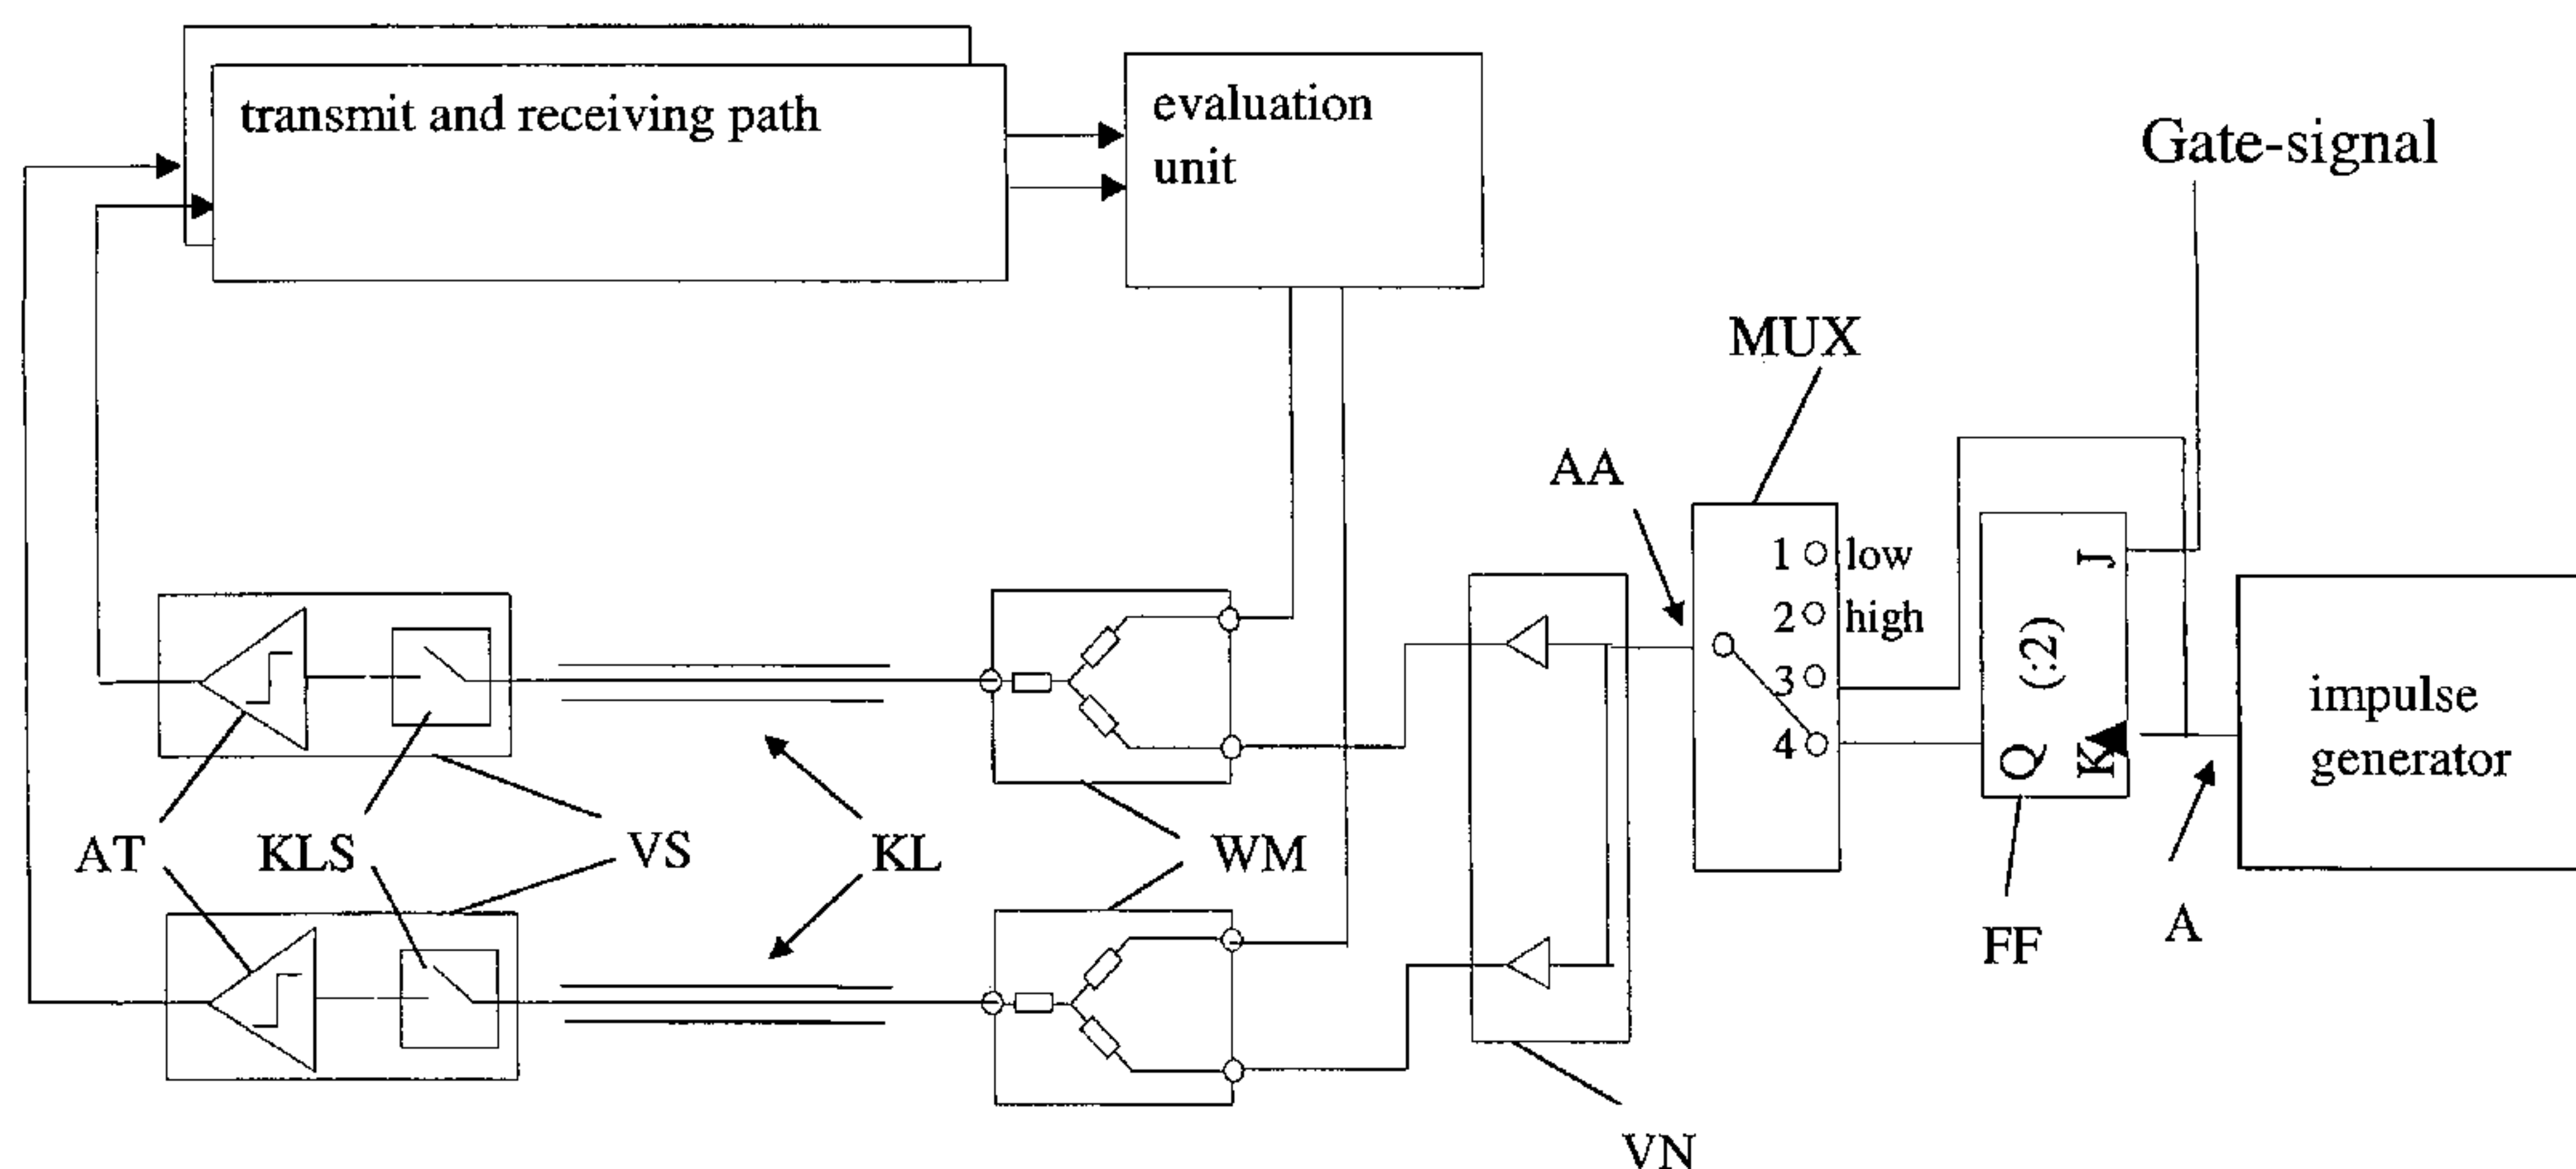 transmit and receiving path
evaluation
unit
Gate-signal
MUX
AA
1 low
2 high
3
4
J
(:2)
Q
K
impulse
generator
AT
KLS
VS
KL
WM
FF
A
VN